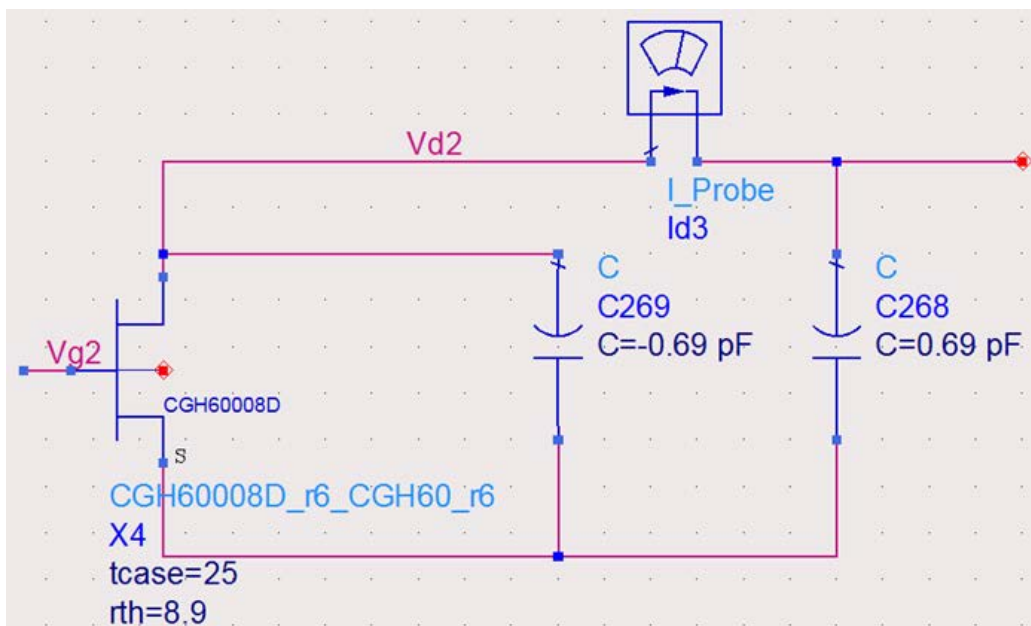 Vd2
I_Probe
Id3
C
C269
C=-0.69 pF
C
C268
C=0.69 pF
Vg2
CGH60008D
S
CGH60008D_r6_CGH60_r6
X4
tcase=25
rth=8.9